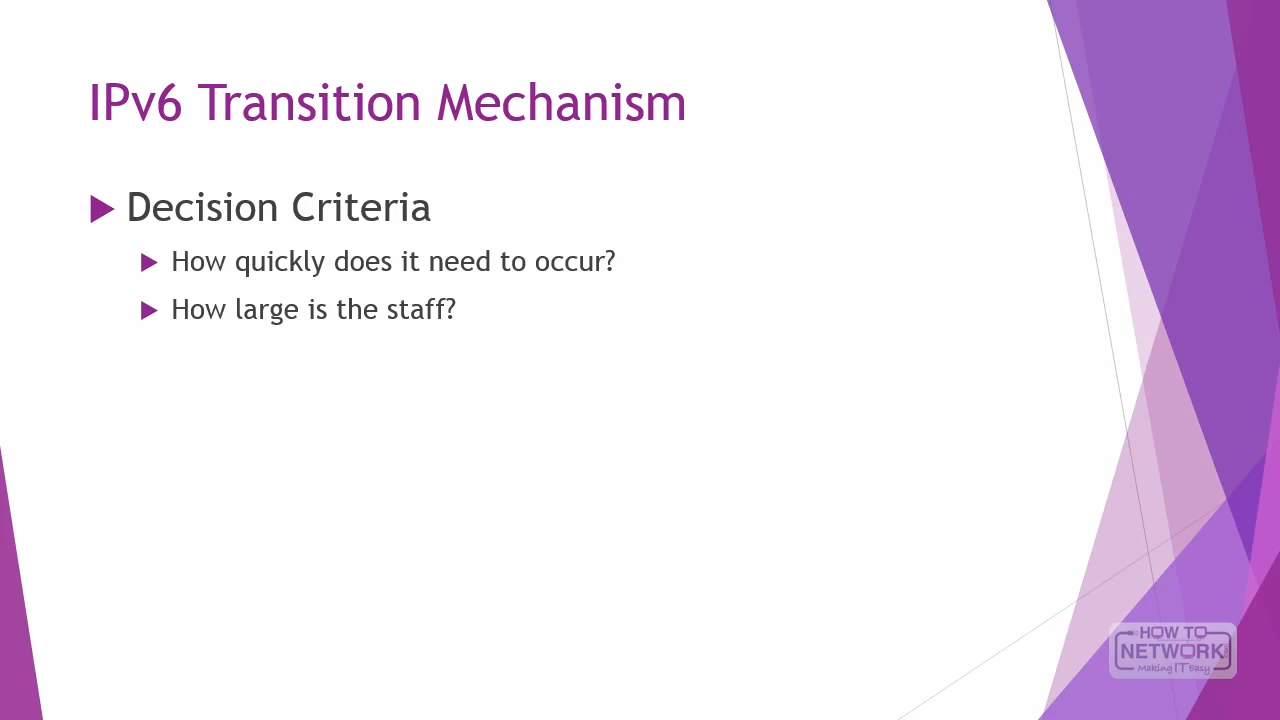 IPv6 Transition Mechanism
Decision Criteria
How quickly does it need to occur?
How large is the staff?
HOW TO
NETWORK
Making IT Easy